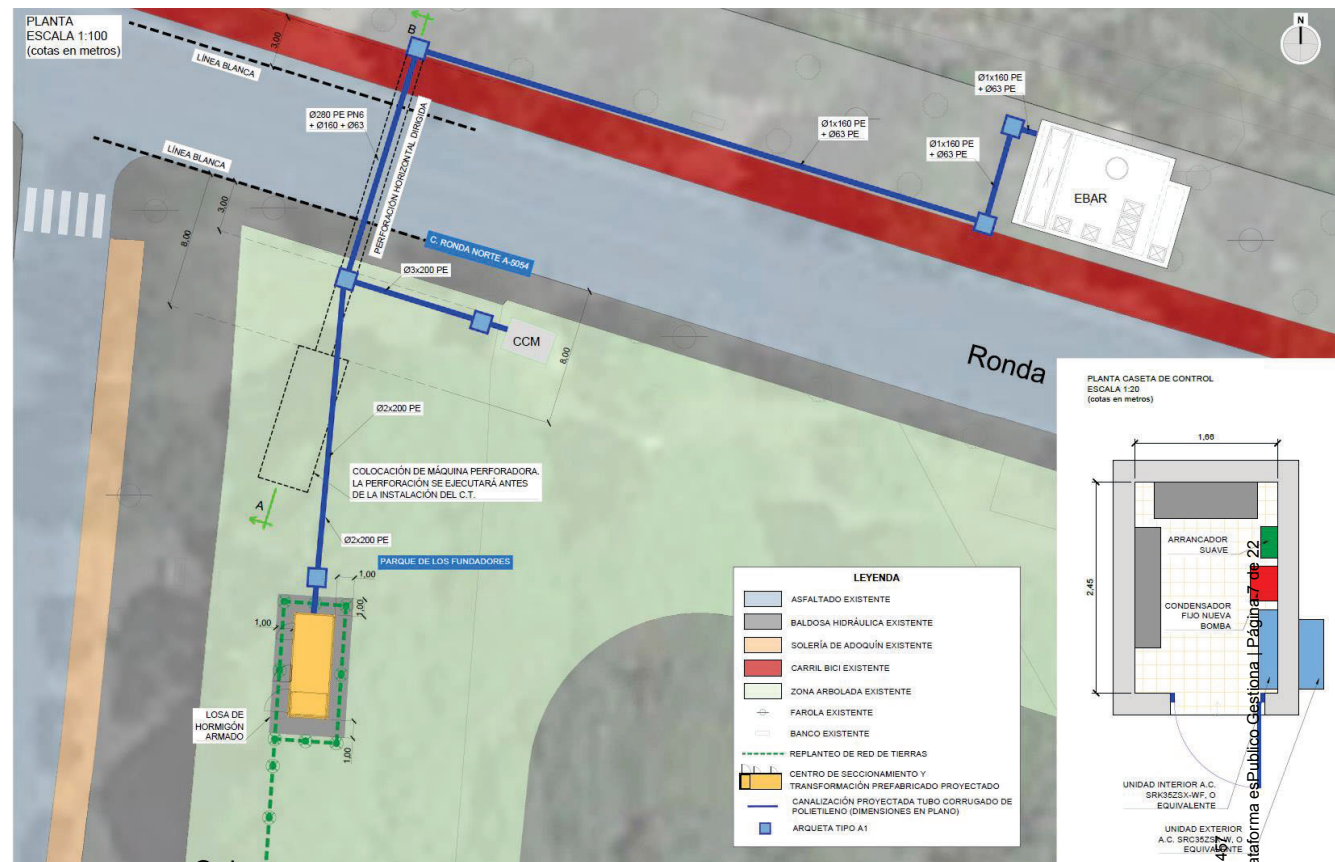 PLANTA
ESCALA 1:100
(cotas en metros)
N
B
3,00
LÍNEA BLANCA
Ø280 PE PN6
+ Ø160 + Ø63
PERFORACIÓN HORIZONTAL DIRIGIDA
Ø1x160 PE
+ Ø63 PE
Ø1x160 PE
+ Ø63 PE
Ø1x160 PE
+ Ø63 PE
EBAR
LÍNEA BLANCA
3,00
8,00
C. RONDA NORTE A-8054
Ø3x200 PE
CCM
8,00
Ronda
Ø2x200 PE
COLOCACIÓN DE MÁQUINA PERFORADORA.
LA PERFORACIÓN SE EJECUTARÁ ANTES
DE LA INSTALACIÓN DEL C.T.
A
Ø2x200 PE
PARQUE DE LOS FUNDADORES
1,00
1,00
1,00
LOSA DE
HORMIGÓN
ARMADO
1,00
LEYENDA
ASFALTADO EXISTENTE
BALDOSA HIDRÁULICA EXISTENTE
SOLERÍA DE ADOQUÍN EXISTENTE
CARRIL BICI EXISTENTE
ZONA ARBOLADA EXISTENTE
FAROLA EXISTENTE
BANCO EXISTENTE
REPLANTEO DE RED DE TIERRAS
CENTRO DE SECCIONAMIENTO Y
TRANSFORMACIÓN PREFABRICADO PROYECTADO
CANALIZACIÓN PROYECTADA TUBO CORRUGADO DE
POLIETILENO (DIMENSIONES EN PLANO)
ARQUETA TIPO A1
PLANTA CASETA DE CONTROL
ESCALA 1:20
(cotas en metros)
1,66
2,45
ARRANCADOR
SUAVE
CONDENSADOR
FIJO NUEVA
BOMBA
UNIDAD INTERIOR A.C.
SRK35ZSX-WF, O
EQUIVALENTE
UNIDAD EXTERIOR
A.C. SRC35ZSX-W, O
EQUIVALENTE
457
ataforma esPublico Gestiona | Página 7 de 22